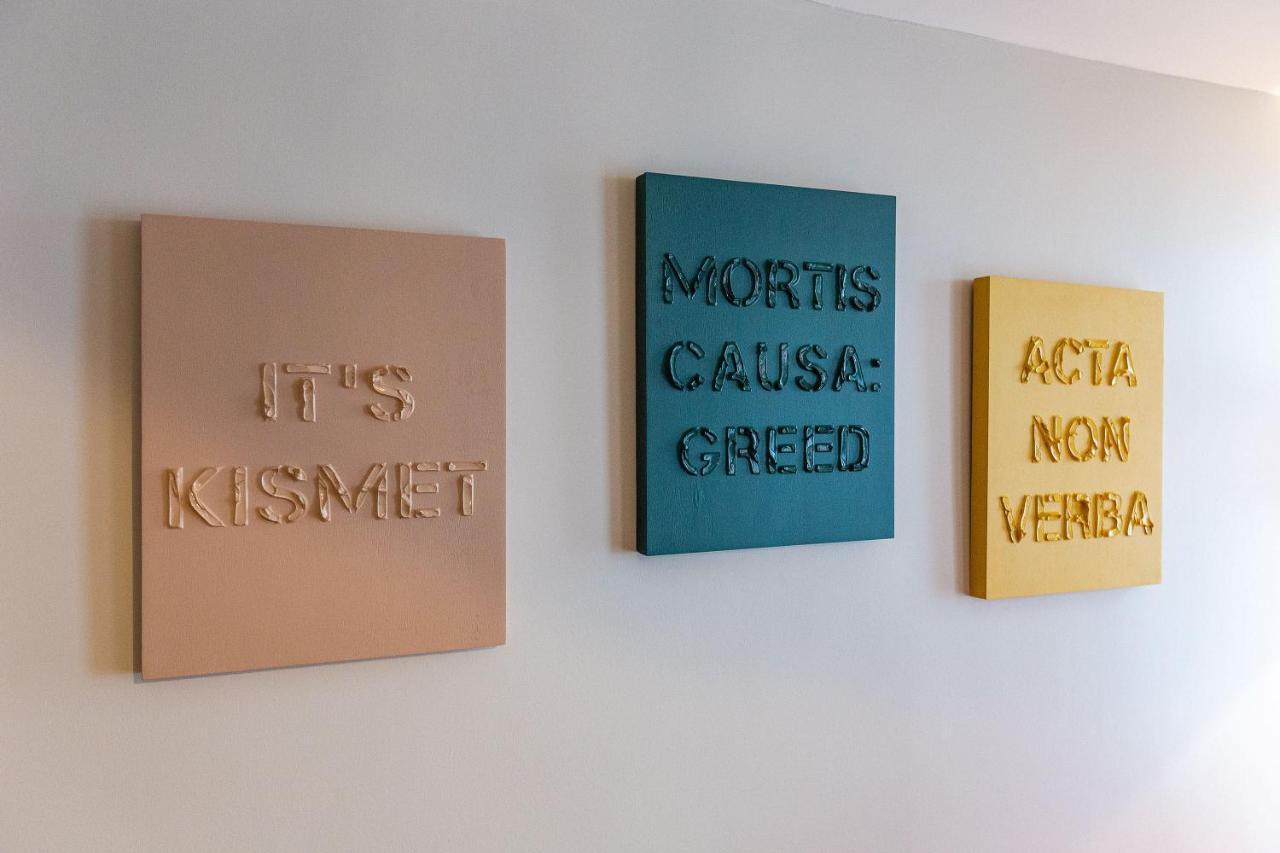 IT'S
KISMET
MORTIS
CAUSA:
GREED
ACTA
NON
VERBA